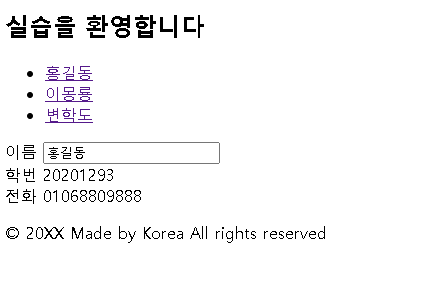 실습을 환영합니다
홍길동
이몽룡
변학도
이름 홍길동
학번 20201293
전화 01068809888
© 20XX Made by Korea All rights reserved